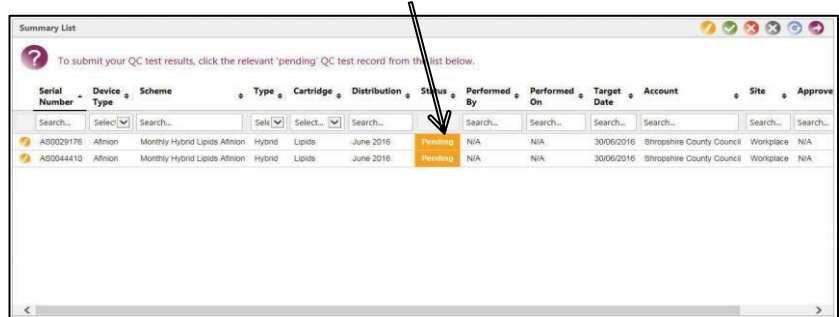 Summary List
? To submit your QC test results, click the relevant 'pending' QC test record from the list below.
Serial Number Device Type Scheme Type Cartridge Distribution Status Performed By Performed On Target Date Account Site Approve
Search... Select Search... Sele Select... Search... Search... Search... Search... Search... Search... Search...
AS0029176 Afinion Monthly Hybrid Lipids Afinion Hybrid Lipids June 2016 Pending N/A N/A 30/06/2016 Shropshire County Council Workplace N/A
AS0044410 Afinion Monthly Hybrid Lipids Afinion Hybrid Lipids June 2016 Pending N/A N/A 30/06/2016 Shropshire County Council Workplace N/A